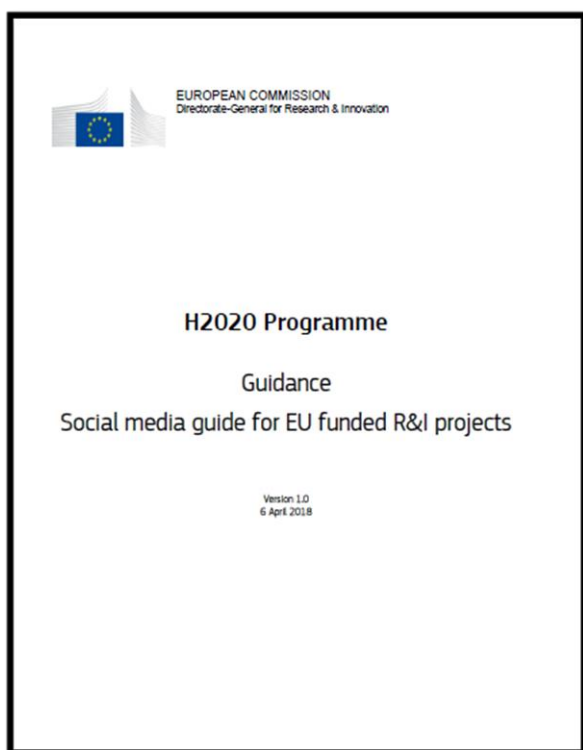 EUROPEAN COMMISSION
Directorate-General for Research & Innovation
H2020 Programme
Guidance
Social media guide for EU funded R&I projects
Version 1.0
6 April 2018